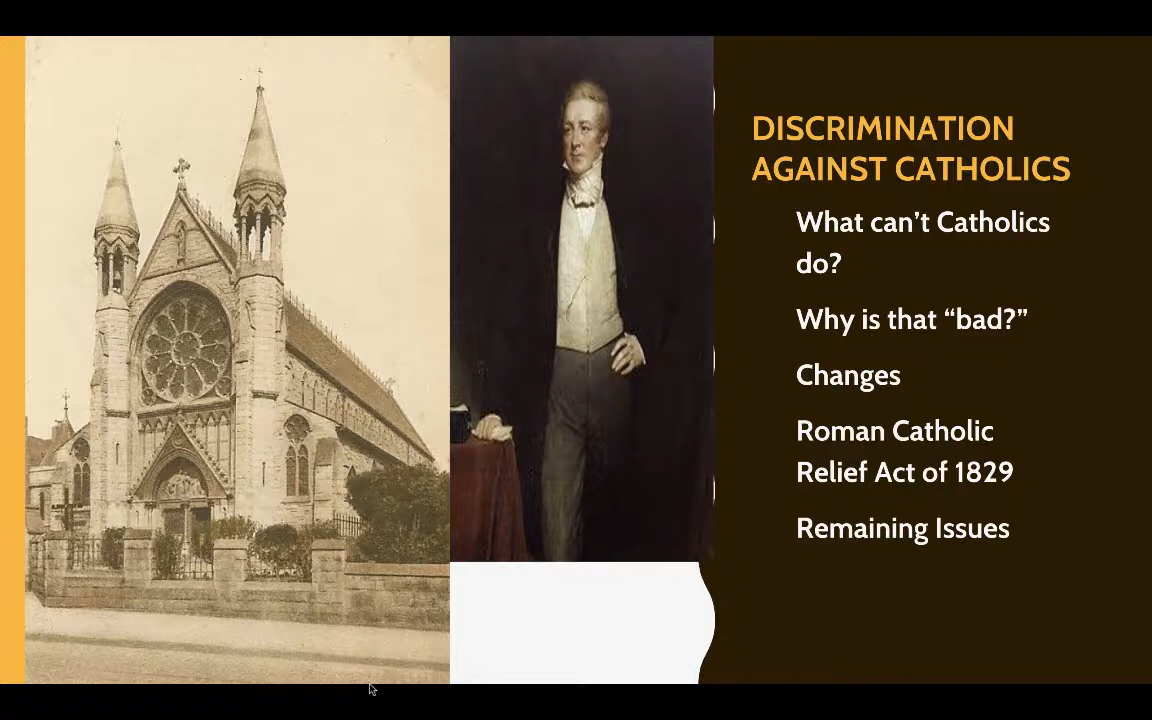 DISCRIMINATION
AGAINST CATHOLICS
What can’t Catholics
do?
Why is that “bad?”
Changes
Roman Catholic
Relief Act of 1829
Remaining Issues